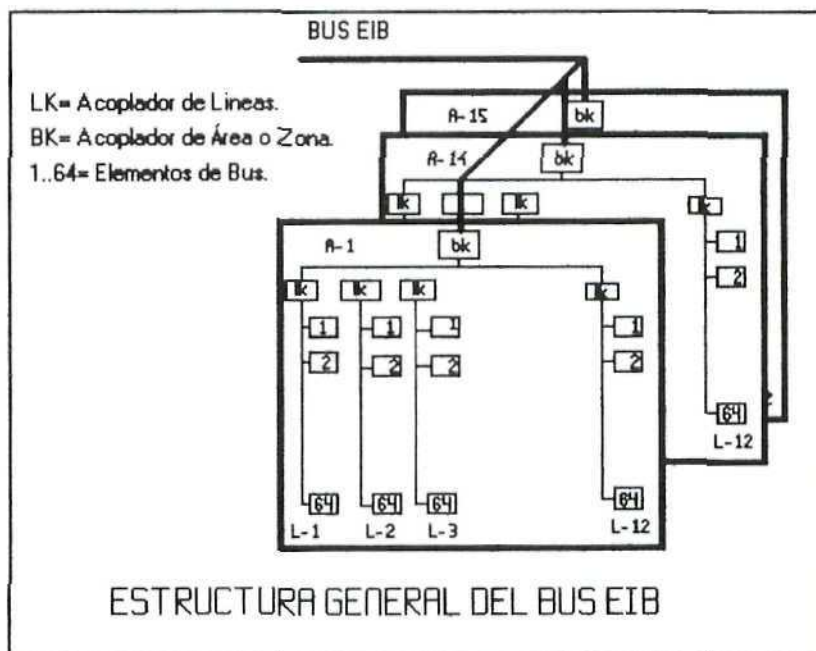 BUS EIB
LK= Acoplador de Lineas.
BK= Acoplador de Área o Zona.
1..64= Elementos de Bus.
A-15
bk
A-14
bk
lk
lk
lk
1
2
64
L-12
A-1
bk
lk
lk
lk
lk
1
1
1
1
2
2
2
2
64
64
64
64
L-1
L-2
L-3
L-12
ESTRUCTURA GENERAL DEL BUS EIB